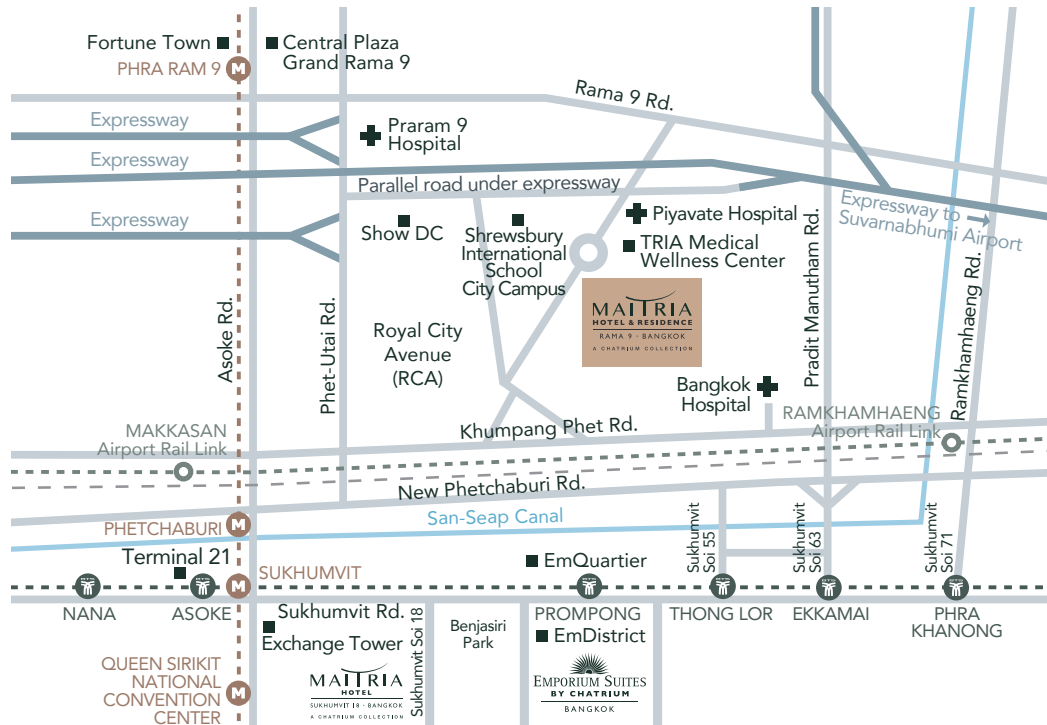 Fortune Town
Central Plaza
Grand Rama 9
PHRA RAM 9
M
Rama 9 Rd.
Expressway
Praram 9
Hospital
Expressway
Parallel road under expressway
Expressway
Show DC
Shrewsbury
International
School
City Campus
Piyavate Hospital
TRIA Medical
Wellness Center
Expressway to
Suvarnabhumi Airport
MAITRIA
HOTEL & RESIDENCE
RAMA 9 - BANGKOK
A CHATRIUM COLLECTION
Asoke Rd.
Phet-Utai Rd.
Royal City
Avenue
(RCA)
Pradit Manutham Rd.
Ramkhamhaeng Rd.
Bangkok
Hospital
MAKKASAN
Airport Rail Link
Khumpang Phet Rd.
RAMKHAMHAENG
Airport Rail Link
New Phetchaburi Rd.
PHETCHABURI
M
San-Seap Canal
Sukhumvit
Soi 55
Sukhumvit
Soi 63
Sukhumvit
Soi 71
Terminal 21
SUKHUMVIT
M
EmQuartier
NANA
ASOKE
PROMPONG
THONG LOR
EKKAMAI
PHRA
KHANONG
Sukhumvit Rd.
Exchange Tower
Sukhumvit Soi 18
Benjasiri
Park
EmDistrict
QUEEN SIRIKIT
NATIONAL
CONVENTION
CENTER
M
MAITRIA
HOTEL
SUKHUMVIT 18 - BANGKOK
A CHATRIUM COLLECTION
EMPORIUM SUITES
BY CHATRIUM
BANGKOK